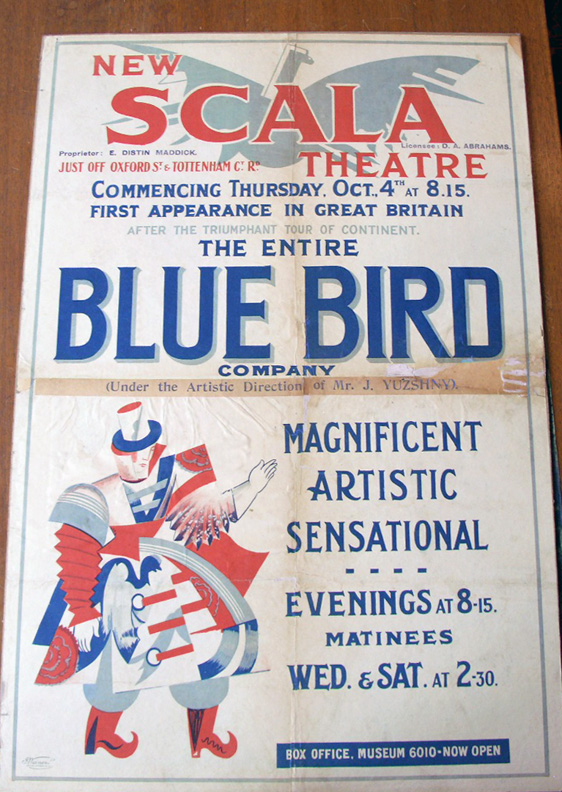 NEW
SCALA
Proprietor: E. DISTIN MADDICK.
Licensee: O. A. ABRAHAMS.
JUST OFF OXFORD ST & TOTTENHAM CT RD
THEATRE
COMMENCING THURSDAY, OCT., 4TH AT 8.15.
FIRST APPEARANCE IN GREAT BRITAIN
AFTER THE TRIUMPHANT TOUR OF CONTINENT.
THE ENTIRE
BLUE BIRD
COMPANY
(Under the Artistic Direction of Mr. J. YUZSHNY).
MAGNIFICENT
ARTISTIC
SENSATIONAL
- - - -
EVENINGS AT 8-15.
MATINEES
WED. & SAT. AT 2-30.
BOX OFFICE, MUSEUM 6010 - NOW OPEN